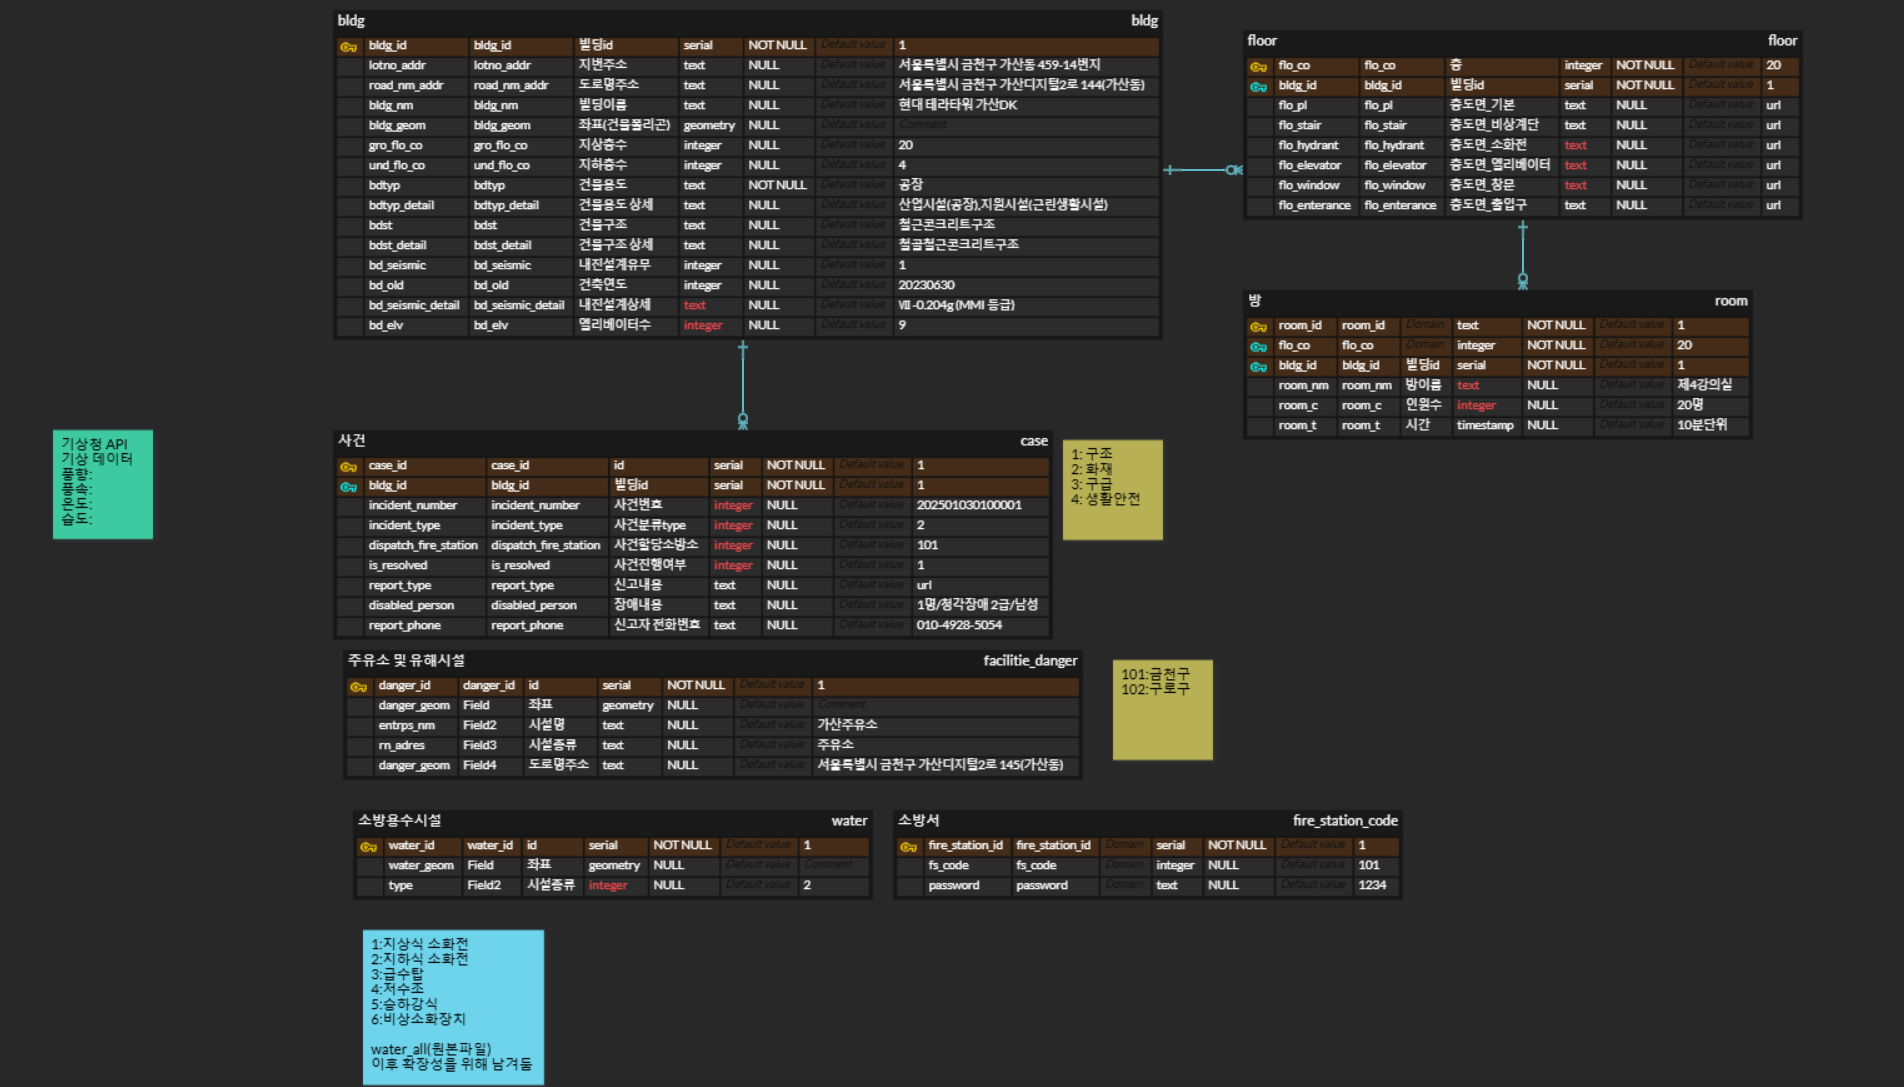 bldg bldg
bldg_id bldg_id 빌딩id serial NOT NULL Default value 1
lotno_addr lotno_addr 지번주소 text NULL Default value 서울특별시 금천구 가산동 459-14번지
road_nm_addr road_nm_addr 도로명주소 text NULL Default value 서울특별시 금천구 가산디지털2로 144(가산동)
bldg_nm bldg_nm 빌딩이름 text NULL Default value 현대 테라타워 가산DK
bldg_geom bldg_geom 좌표(건물폴리곤) geometry NULL Default value Comment
gro_flo_co gro_flo_co 지상층수 integer NULL Default value 20
und_flo_co und_flo_co 지하층수 integer NULL Default value 4
bdtyp bdtyp 건물용도 text NOT NULL Default value 공장
bdtyp_detail bdtyp_detail 건물용도 상세 text NULL Default value 산업시설(공장),지원시설(근린생활시설)
bdst bdst 건물구조 text NULL Default value 철근콘크리트구조
bdst_detail bdst_detail 건물구조 상세 text NULL Default value 철골철근콘크리트구조
bd_seismic bd_seismic 내진설계유무 integer NULL Default value 1
bd_old bd_old 건축연도 integer NULL Default value 20230630
bd_seismic_detail bd_seismic_detail 내진설계상세 text NULL Default value Ⅶ-0.204g (MMI 등급)
bd_elv bd_elv 엘리베이터수 integer NULL Default value 9
floor floor
flo_co flo_co 층 integer NOT NULL Default value 20
bldg_id bldg_id 빌딩id serial NOT NULL Default value 1
flo_pl flo_pl 층도면_기본 text NULL Default value url
flo_stair flo_stair 층도면_비상계단 text NULL Default value url
flo_hydrant flo_hydrant 층도면_소화전 text NULL Default value url
flo_elevator flo_elevator 층도면_엘리베이터 text NULL Default value url
flo_window flo_window 층도면_창문 text NULL Default value url
flo_enterance flo_enterance 층도면_출입구 text NULL Default value url
방 room
room_id room_id Domain text NOT NULL Default value 1
flo_co flo_co Domain integer NOT NULL Default value 20
bldg_id bldg_id 빌딩id serial NOT NULL Default value 1
room_nm room_nm 방이름 text NULL Default value 제4강의실
room_c room_c 인원수 integer NULL Default value 20명
room_t room_t 시간 timestamp NULL Default value 10분단위
기상청 API
기상 데이터
풍향:
풍속:
온도:
습도:
사건 case
case_id case_id id serial NOT NULL Default value 1
bldg_id bldg_id 빌딩id serial NOT NULL Default value 1
incident_number incident_number 사건번호 integer NULL Default value 202501030100001
incident_type incident_type 사건분류type integer NULL Default value 2
dispatch_fire_station dispatch_fire_station 사건할당소방소 integer NULL Default value 101
is_resolved is_resolved 사건진행여부 integer NULL Default value 1
report_type report_type 신고내용 text NULL Default value url
disabled_person disabled_person 장애내용 text NULL Default value 1명/청각장애 2급/남성
report_phone report_phone 신고자 전화번호 text NULL Default value 010-4928-5054
1: 구조
2: 화재
3: 구급
4: 생활안전
주유소 및 유해시설 facilitie_danger
danger_id danger_id id serial NOT NULL Default value 1
danger_geom Field 좌표 geometry NULL Default value Comment
entrps_nm Field2 시설명 text NULL Default value 가산주유소
rn_adres Field3 시설종류 text NULL Default value 주유소
danger_geom Field4 도로명주소 text NULL Default value 서울특별시 금천구 가산디지털2로 145(가산동)
101:금천구
102:구로구
소방용수시설 water
water_id water_id id serial NOT NULL Default value 1
water_geom Field 좌표 geometry NULL Default value Comment
type Field2 시설종류 integer NULL Default value 2
소방서 fire_station_code
fire_station_id fire_station_id Domain serial NOT NULL Default value 1
fs_code fs_code Domain integer NULL Default value 101
password password Domain text NULL Default value 1234
1:지상식 소화전
2:지하식 소화전
3:급수탑
4:저수조
5:승하강식
6:비상소화장치
water_all(원본파일)
이후 확장성을 위해 남겨둠